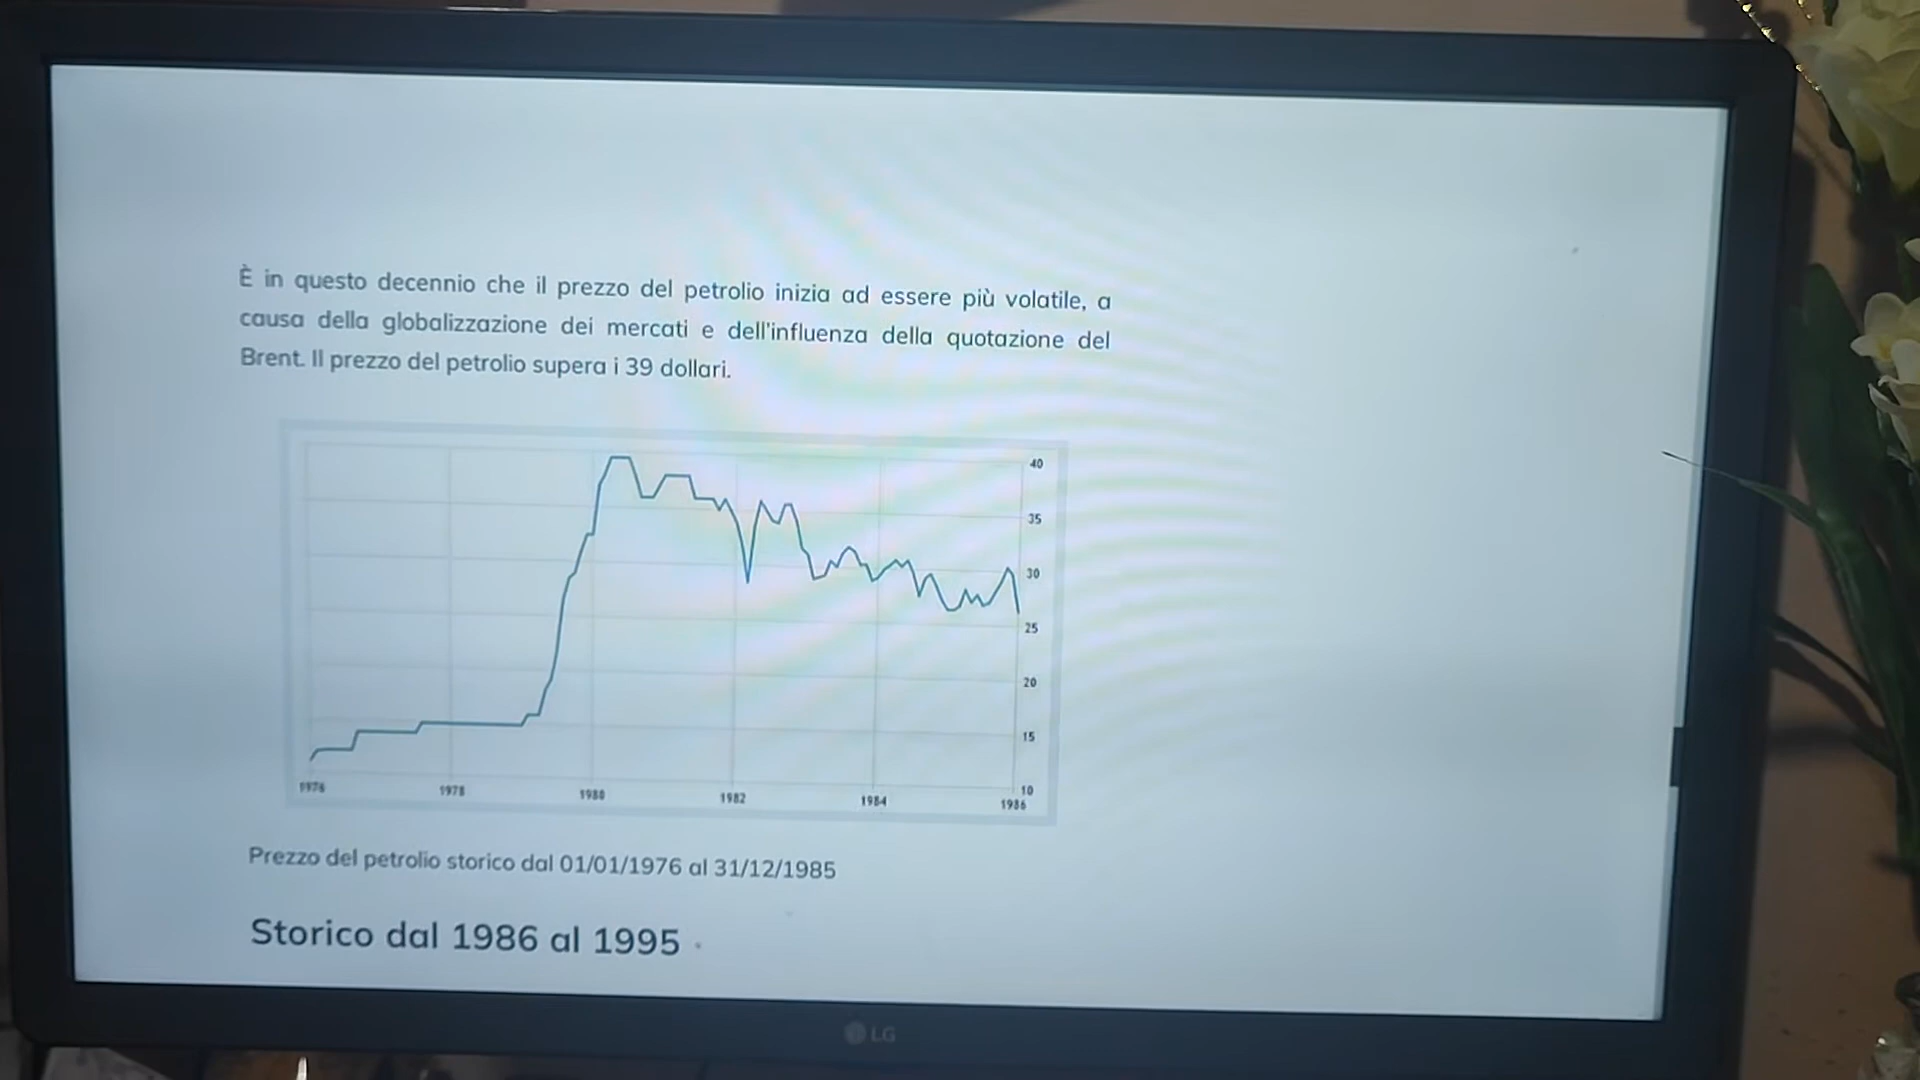 È in questo decennio che il prezzo del petrolio inizia ad essere più volatile, a
causa della globalizzazione dei mercati e dell'influenza della quotazione del
Brent. Il prezzo del petrolio supera i 39 dollari.
40
35
30
25
20
15
10
1976 1978 1980 1982 1984 1986
Prezzo del petrolio storico dal 01/01/1976 al 31/12/1985
Storico dal 1986 al 1995
LG